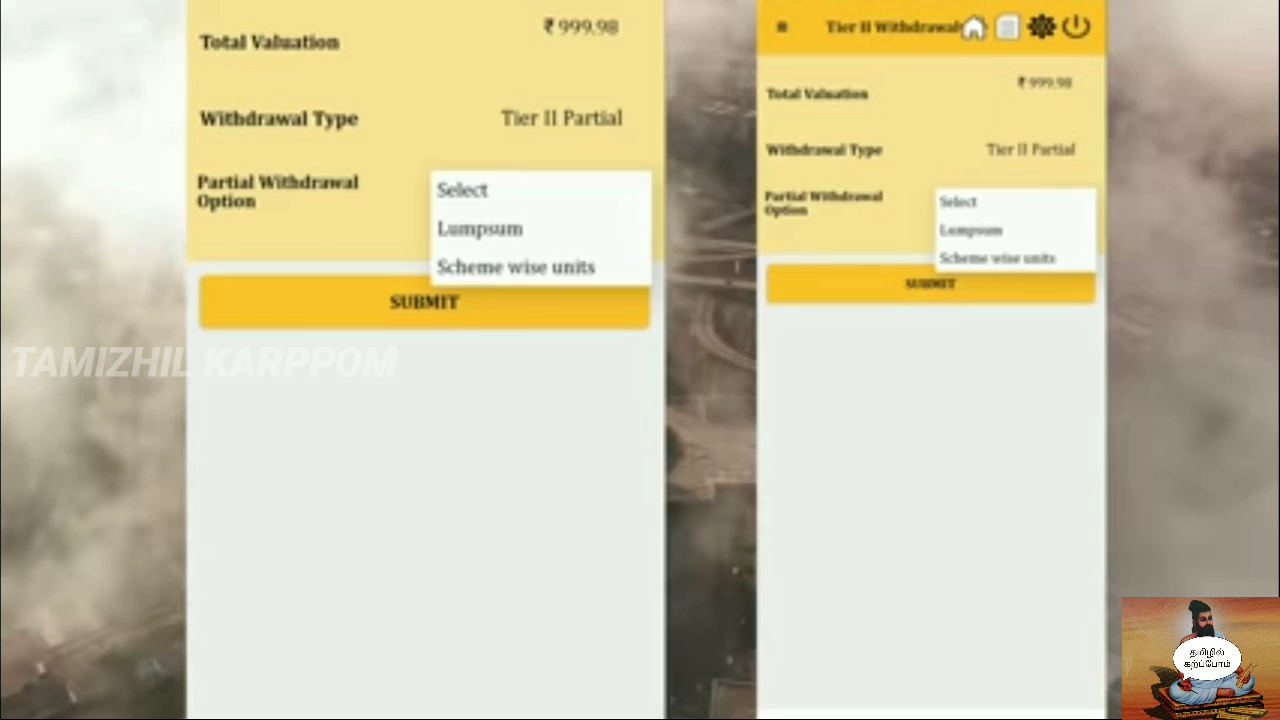 ₹ 999.98
Total Valuation
Withdrawal Type
Tier II Partial
Partial Withdrawal
Option
Select
Lumpsum
Scheme wise units
SUBMIT
TAMIZHIL KARPPOM
Tier II Withdrawal
₹ 999.98
Total Valuation
Withdrawal Type
Tier II Partial
Partial Withdrawal
Option
Select
Lumpsum
Scheme wise units
SUBMIT
தமிழில்
கற்போம்